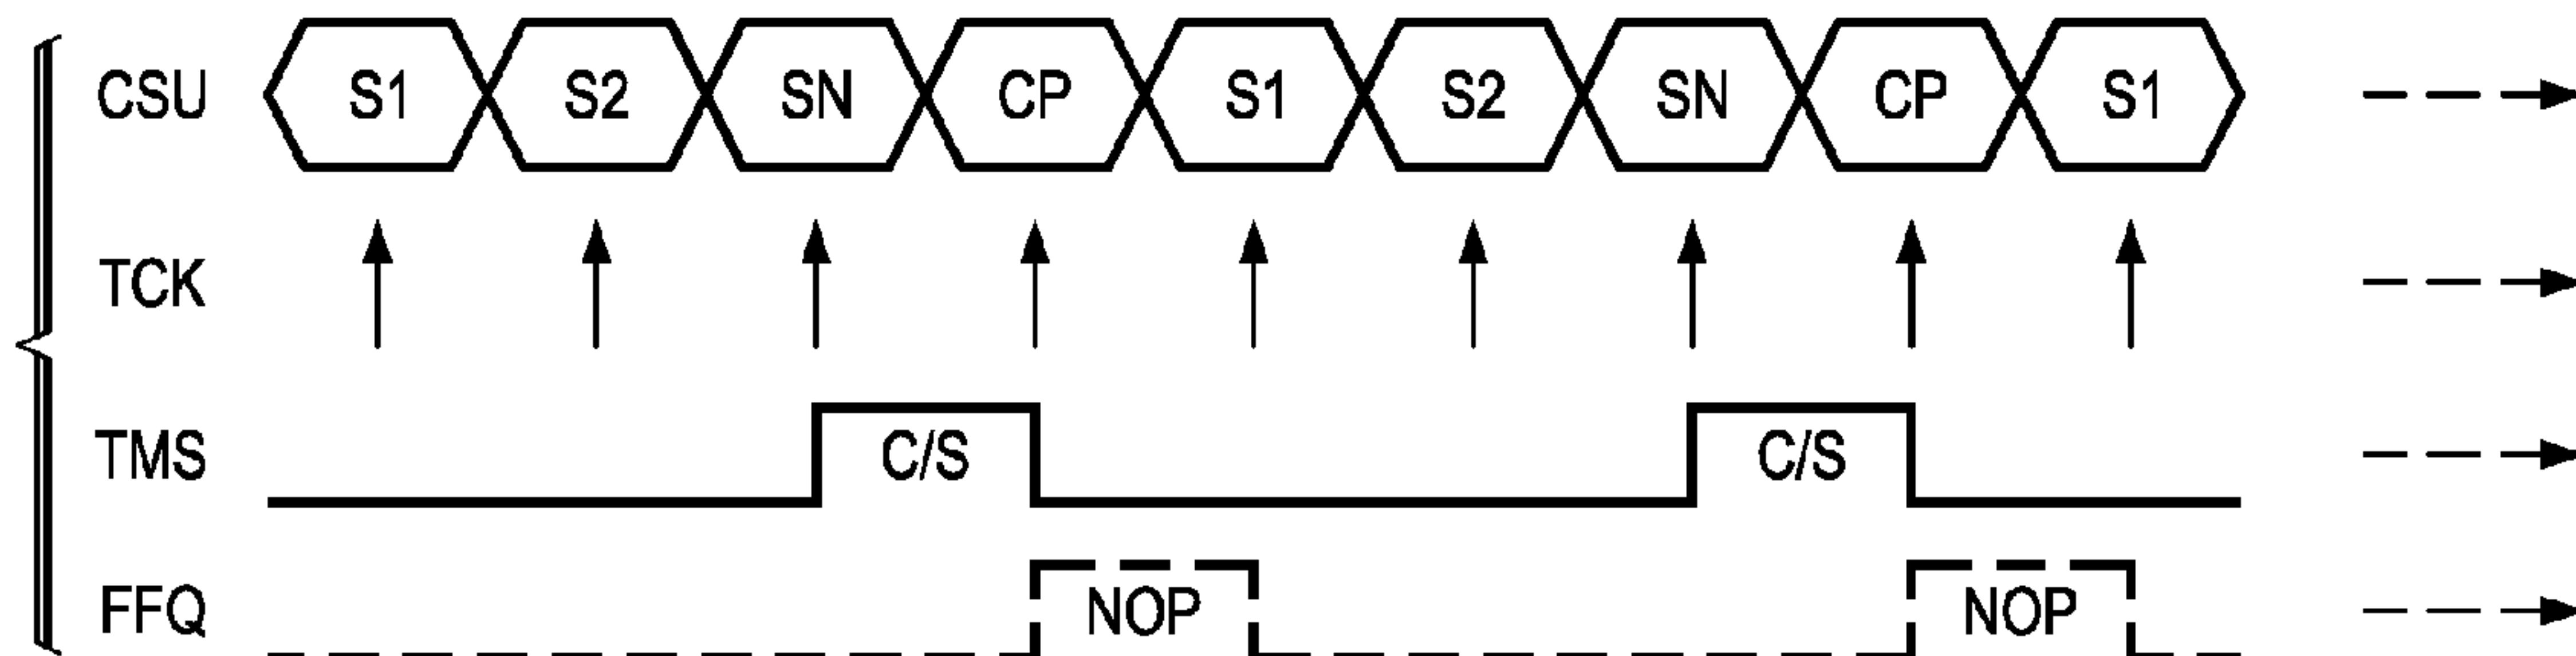 CSU S1 S2 SN CP S1 S2 SN CP S1
TCK
TMS C/S C/S
FFQ NOP NOP